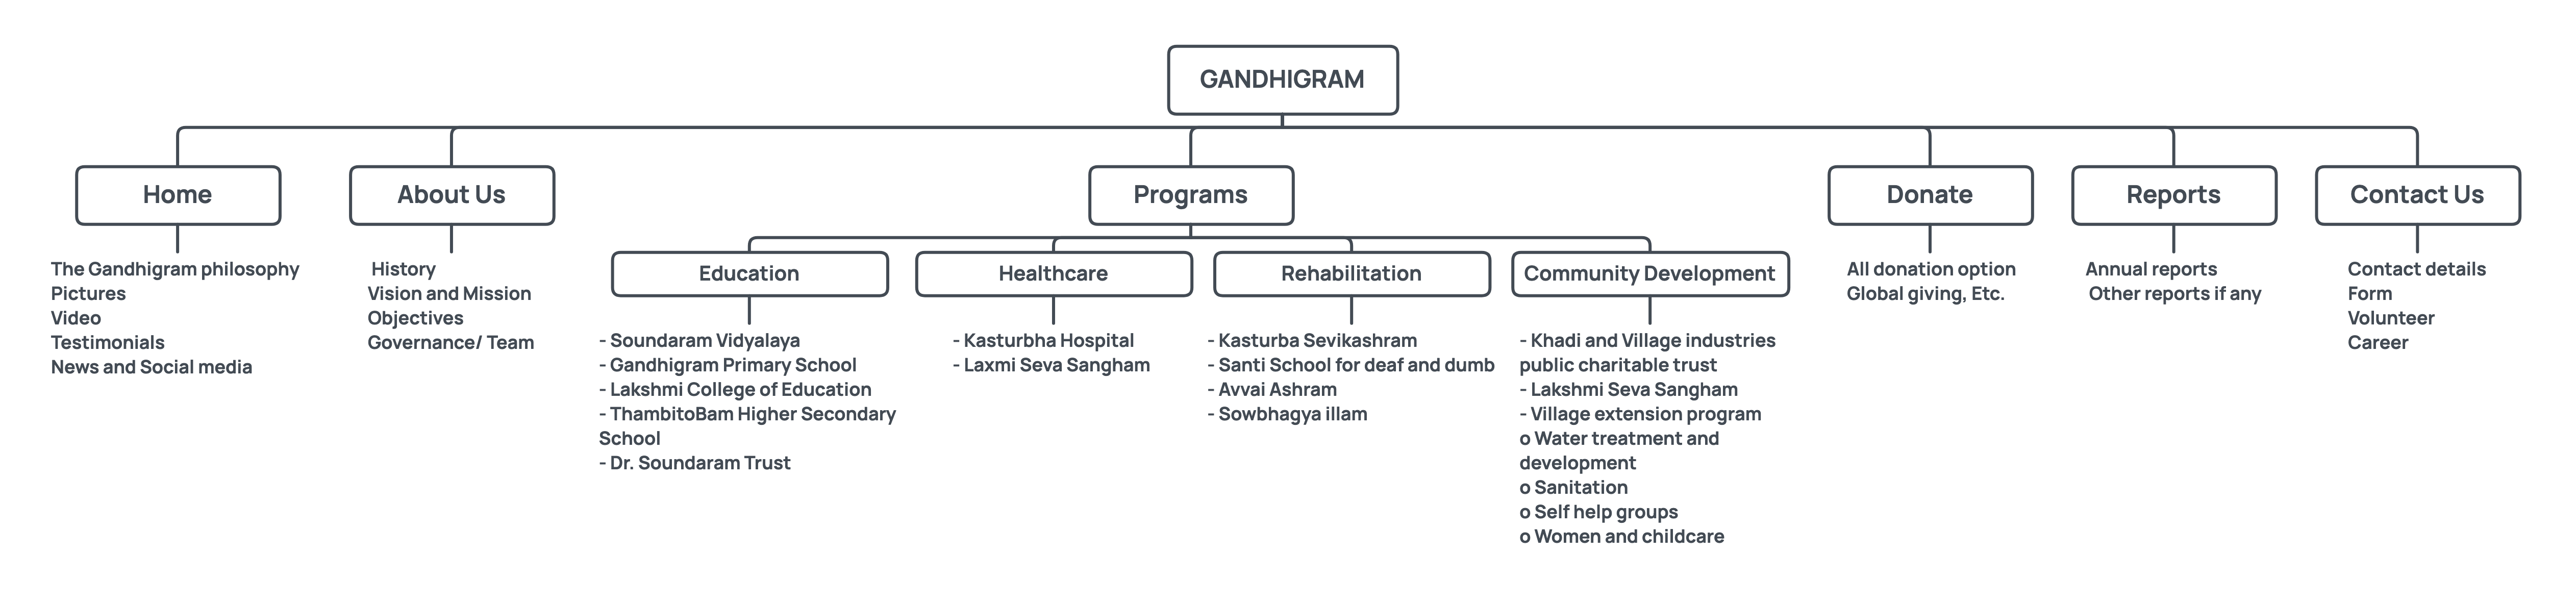 GANDHIGRAM
Home
About Us
Programs
Donate
Reports
Contact Us
The Gandhigram philosophy
Pictures
Video
Testimonials
News and Social media
History
Vision and Mission
Objectives
Governance/ Team
Education
- Soundaram Vidyalaya
- Gandhigram Primary School
- Lakshmi College of Education
- ThambitoBam Higher Secondary
School
- Dr. Soundaram Trust
Healthcare
- Kasturbha Hospital
- Laxmi Seva Sangham
Rehabilitation
- Kasturba Sevikashram
- Santi School for deaf and dumb
- Avvai Ashram
- Sowbhagya illam
Community Development
- Khadi and Village industries
public charitable trust
- Lakshmi Seva Sangham
- Village extension program
o Water treatment and
development
o Sanitation
o Self help groups
o Women and childcare
All donation option
Global giving, Etc.
Annual reports
Other reports if any
Contact details
Form
Volunteer
Career